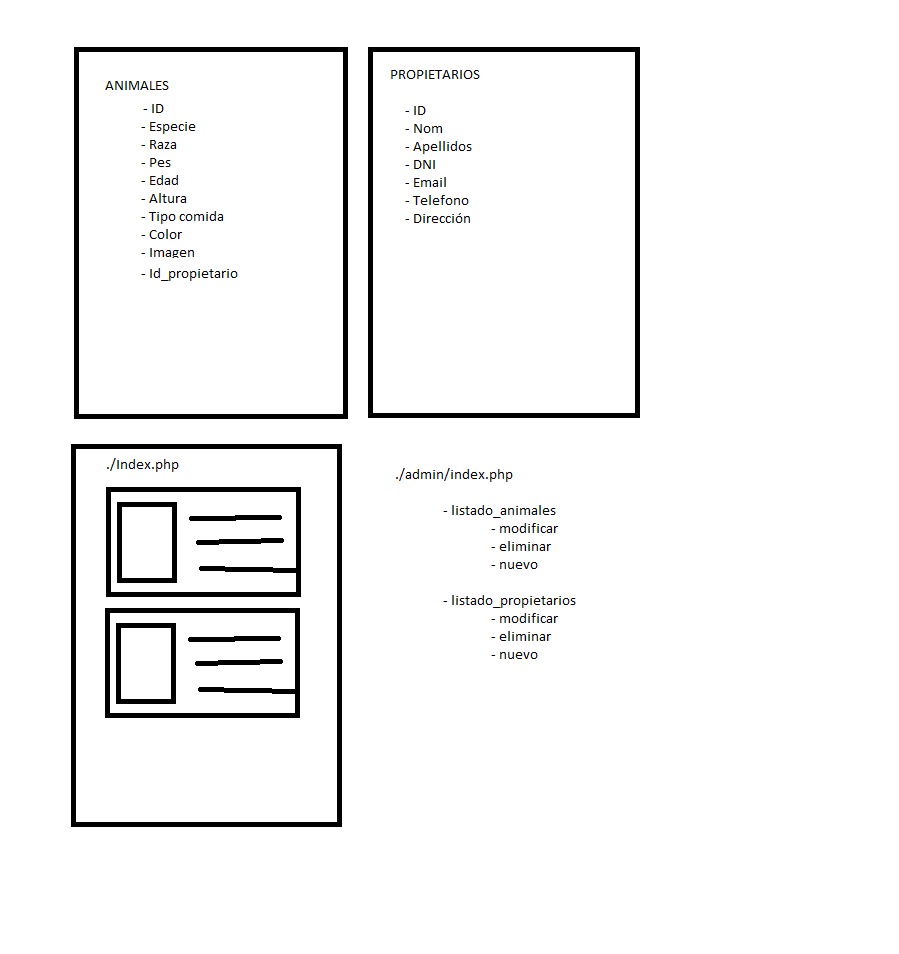 ANIMALES
- ID
- Especie
- Raza
- Pes
- Edad
- Altura
- Tipo comida
- Color
- Imagen
- Id_propietario
PROPIETARIOS
- ID
- Nom
- Apellidos
- DNI
- Email
- Telefono
- Dirección
./Index.php
./admin/index.php
- listado_animales
- modificar
- eliminar
- nuevo
- listado_propietarios
- modificar
- eliminar
- nuevo